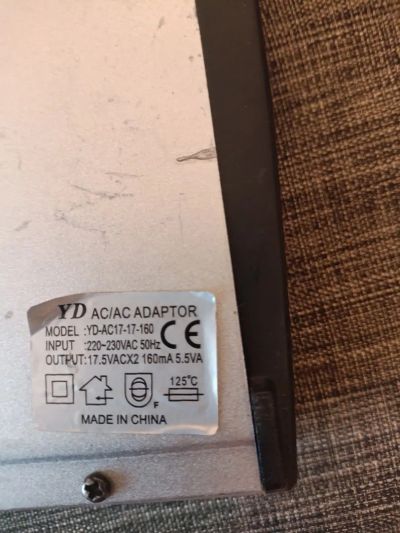 YD AC/AC ADAPTOR
MODEL :YD-AC17-17-160
INPUT :220~230VAC 50Hz
OUTPUT:17.5VACX2 160mA 5.5VA
CE
F
125°C
MADE IN CHINA